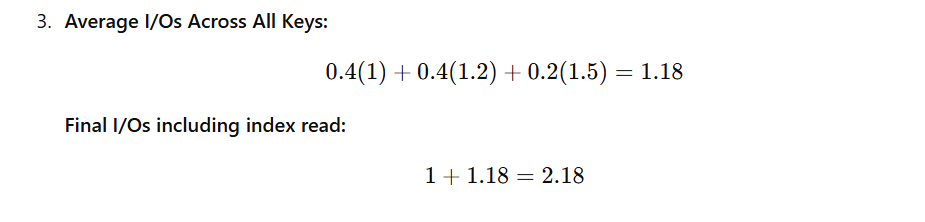 3. Average I/Os Across All Keys:
0.4(1) + 0.4(1.2) + 0.2(1.5) = 1.18
Final I/Os including index read:
1 + 1.18 = 2.18